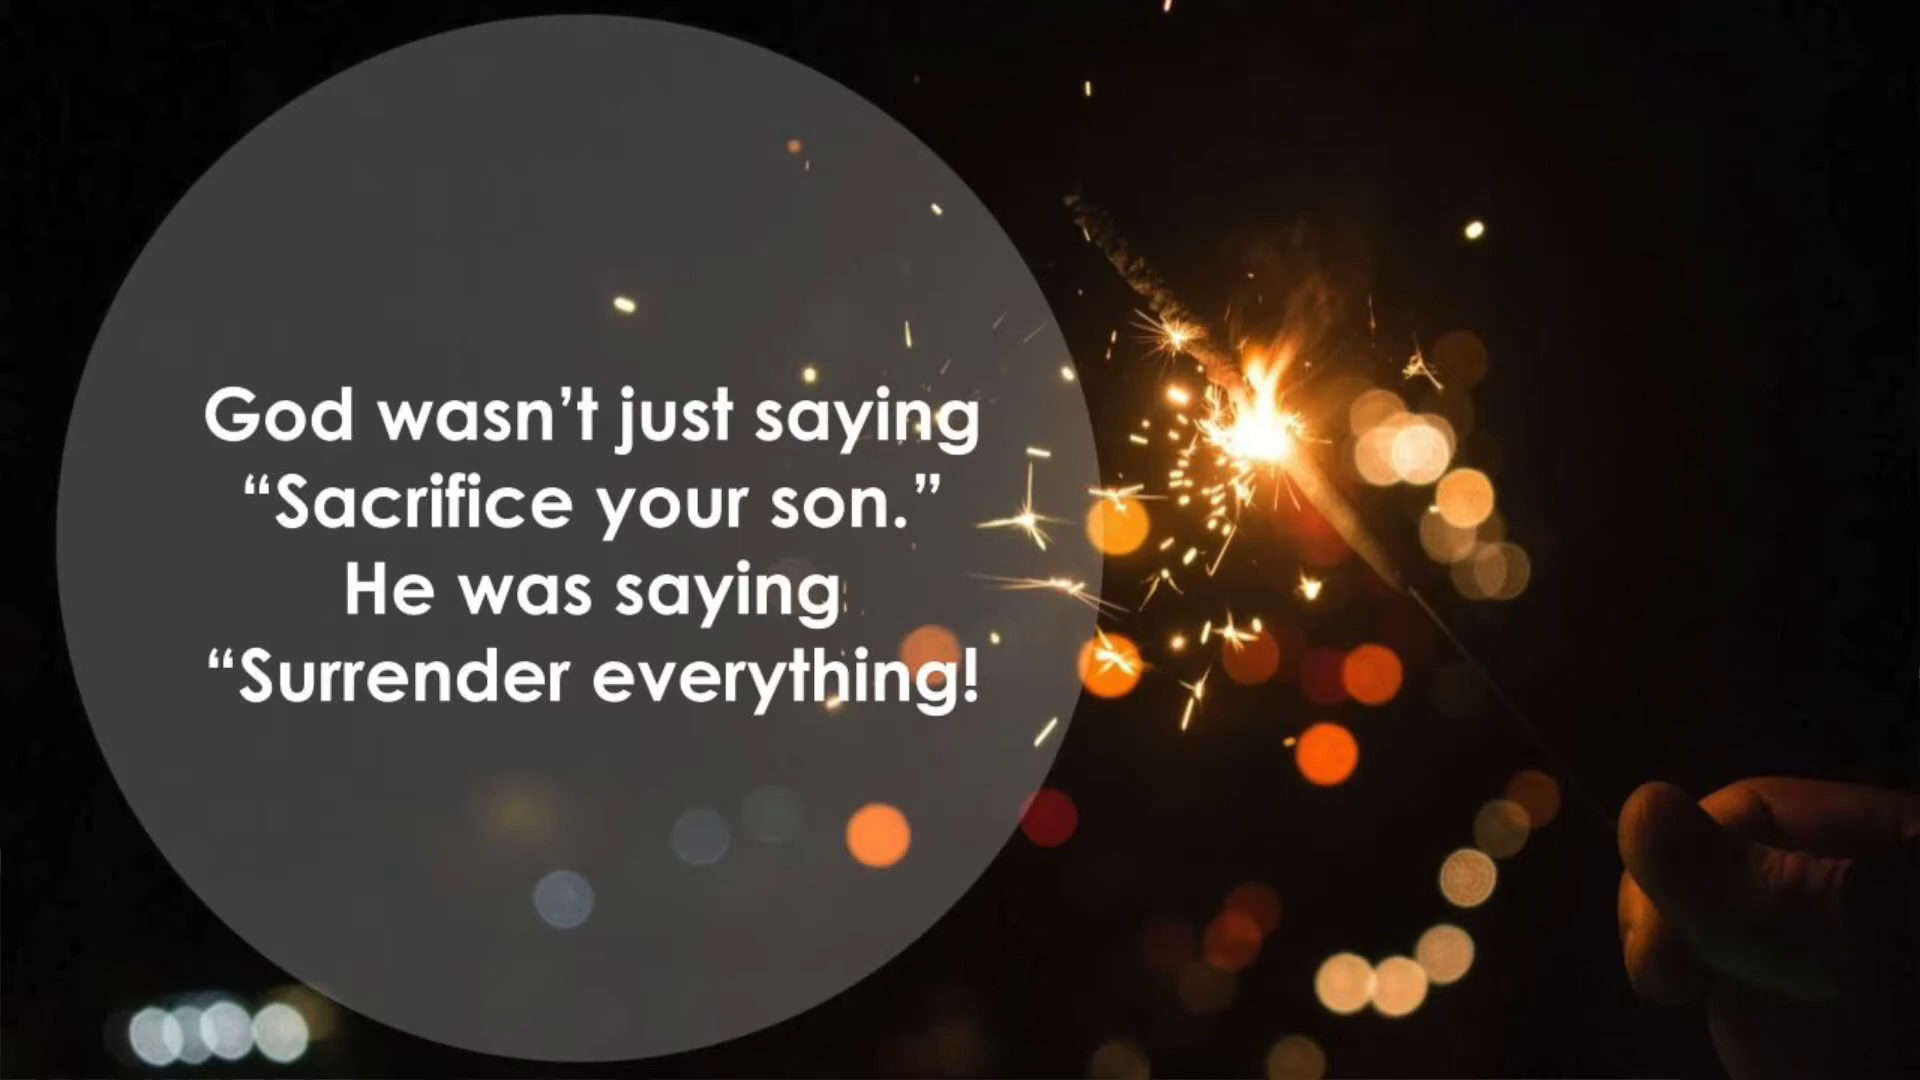 God wasn’t just saying
“Sacrifice your son.”
He was saying
“Surrender everything!